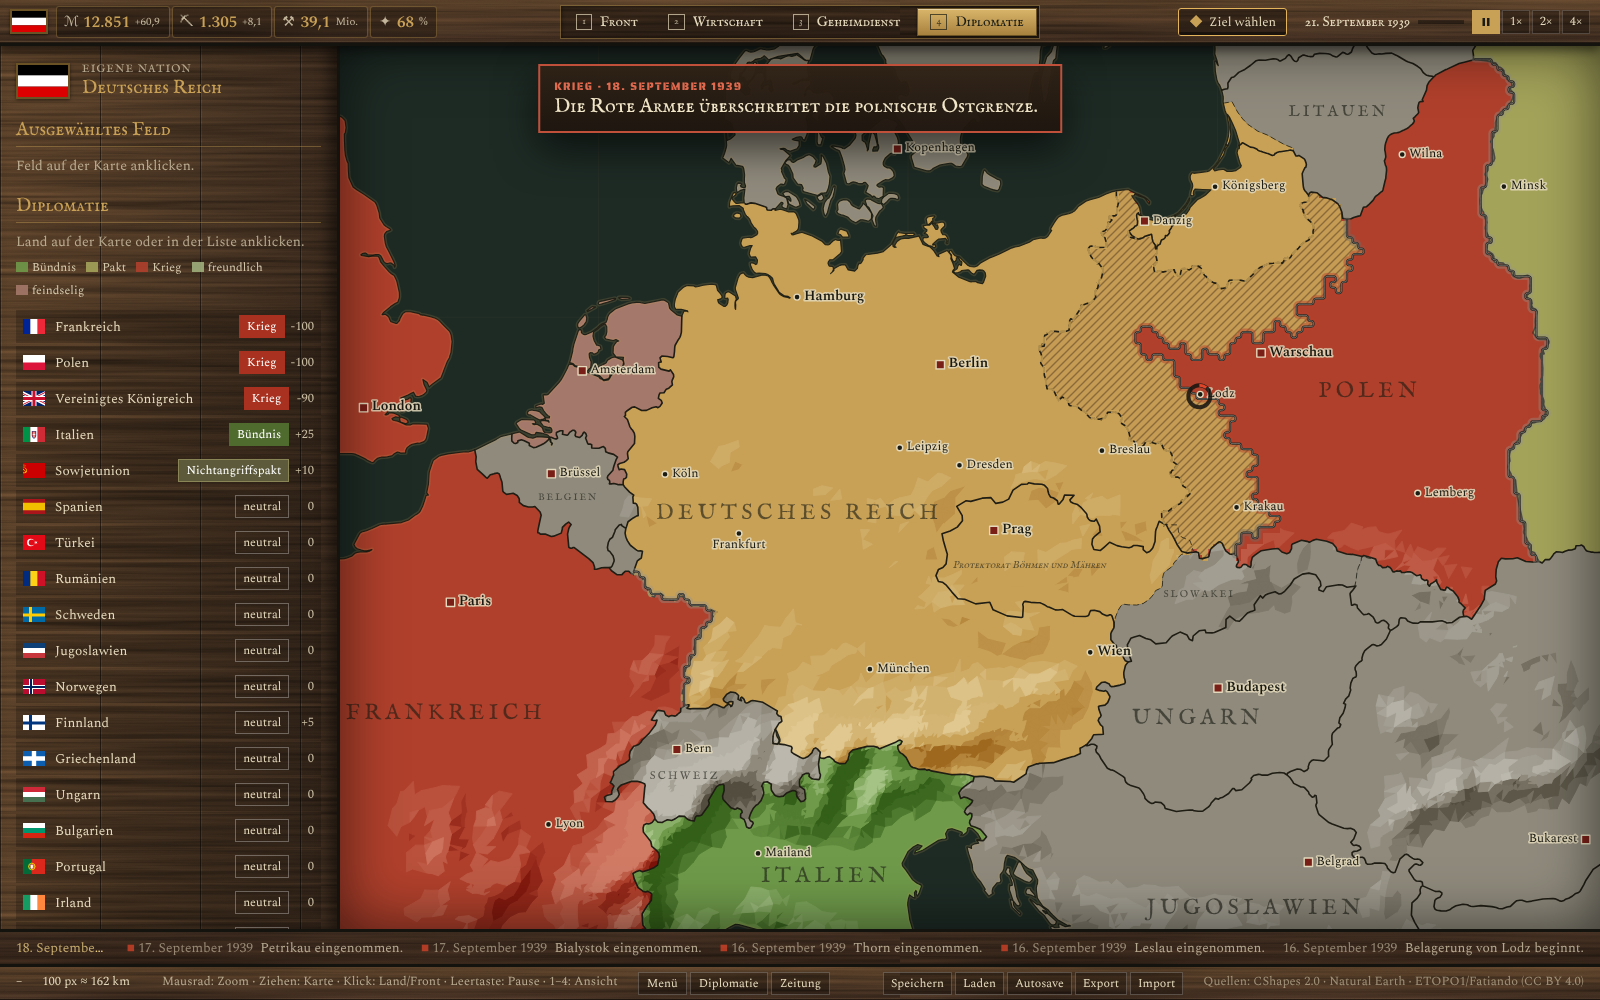 ℳ 12.851 +60,9
1.305 +8,1
39,1 Mio.
68 %
1 Front
2 Wirtschaft
3 Geheimdienst
4 Diplomatie
Ziel wählen
21. September 1939
1×
2×
4×
Eigene Nation
Deutsches Reich
Ausgewähltes Feld
Feld auf der Karte anklicken.
Diplomatie
Land auf der Karte oder in der Liste anklicken.
Bündnis Pakt Krieg freundlich
feindselig
Frankreich Krieg -100
Polen Krieg -100
Vereinigtes Königreich Krieg -90
Italien Bündnis +25
Sowjetunion Nichtangriffspakt +10
Spanien neutral 0
Türkei neutral 0
Rumänien neutral 0
Schweden neutral 0
Jugoslawien neutral 0
Norwegen neutral 0
Finnland neutral +5
Griechenland neutral 0
Ungarn neutral 0
Bulgarien neutral 0
Portugal neutral 0
Irland neutral 0
KRIEG · 18. SEPTEMBER 1939
Die Rote Armee überschreitet die polnische Ostgrenze.
LITAUEN
Kopenhagen
Wilna
Königsberg
Minsk
Danzig
Hamburg
Warschau
Berlin
Amsterdam
POLEN
Lodz
London
Leipzig
Breslau
Dresden
Brüssel
Köln
Lemberg
BELGIEN
Krakau
DEUTSCHES REICH
Prag
Frankfurt
Protektorat Böhmen und Mähren
SLOWAKEI
Paris
Wien
München
Budapest
FRANKREICH
UNGARN
Bern
SCHWEIZ
Lyon
Bukarest
Mailand
Belgrad
ITALIEN
JUGOSLAWIEN
18. Septembe...
17. September 1939 Petrikau eingenommen.
17. September 1939 Bialystok eingenommen.
16. September 1939 Thorn eingenommen.
16. September 1939 Leslau eingenommen.
16. September 1939 Belagerung von Lodz beginnt.
– 100 px ≈ 162 km
Mausrad: Zoom · Ziehen: Karte · Klick: Land/Front · Leertaste: Pause · 1–4: Ansicht
Menü
Diplomatie
Zeitung
Speichern
Laden
Autosave
Export
Import
Quellen: CShapes 2.0 · Natural Earth · ETOPO1/Fatiando (CC BY 4.0)